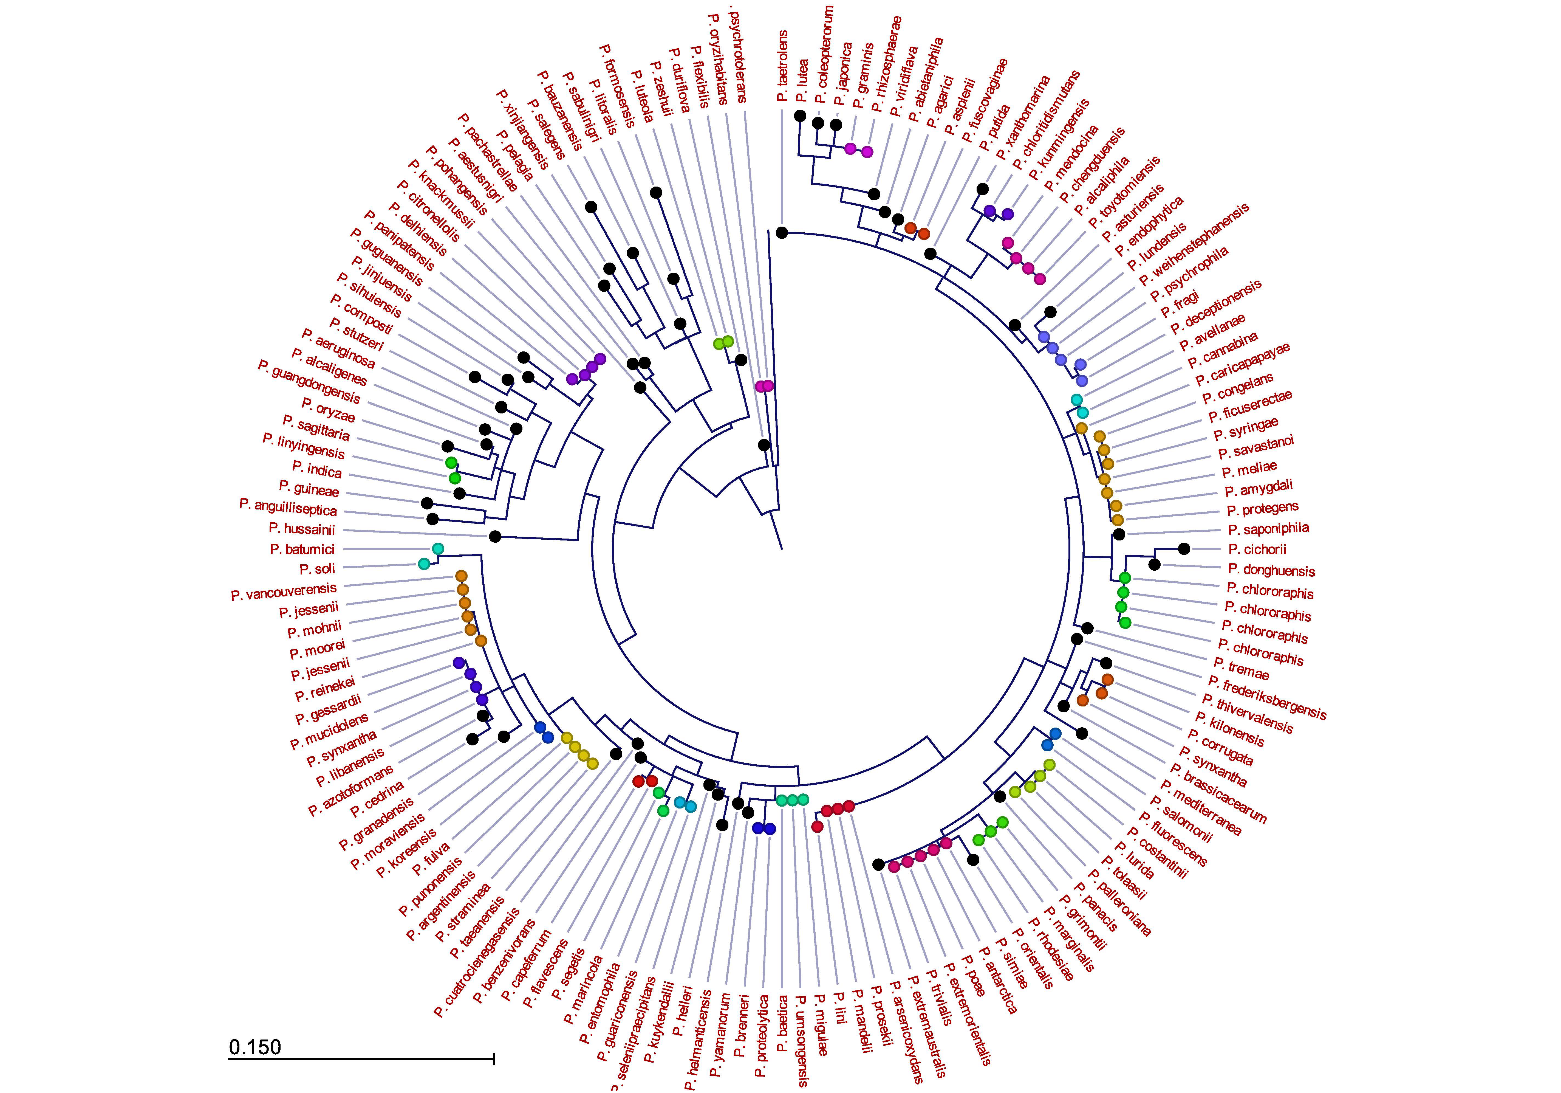 P. taetrolens
P. lutea
P. coleopterorum
P. japonica
P. graminis
P. rhizosphaerae
P. viridiflava
P. abietaniphila
P. agarici
P. asplenii
P. fuscovaginae
P. putida
P. xanthomarina
P. chloritidismutans
P. kunmingensis
P. mendocina
P. chengduensis
P. alcaliphila
P. toyotomiensis
P. asturiensis
P. endophytica
P. lundensis
P. weihenstephanensis
P. psychrophila
P. fragi
P. deceptionensis
P. avellanae
P. cannabina
P. caricapapayae
P. congelans
P. ficuserectae
P. syringae
P. savastanoi
P. meliae
P. amygdali
P. protegens
P. saponiphila
P. cichorii
P. donghuensis
P. chlororaphis
P. chlororaphis
P. chlororaphis
P. chlororaphis
P. tremae
P. frederiksbergensis
P. thivervalensis
P. kilonensis
P. corrugata
P. synxantha
P. brassicacearum
P. mediterranea
P. salomonii
P. fluorescens
P. costantinii
P. lurida
P. tolaasii
P. palleroniana
P. panacis
P. grimontii
P. marginalis
P. rhodesiae
P. orientalis
P. simiae
P. antarctica
P. poae
P. extremorientalis
P. trivialis
P. extremaustralis
P. arsenicoxydans
P. prosekii
P. mandelii
P. lini
P. migulae
P. umsongensis
P. baetica
P. proteolytica
P. brenneri
P. yamanorum
P. helmanticensis
P. helleri
P. kuykendallii
P. seleniipraecipitans
P. guariconensis
P. entomophila
P. marincola
P. segetis
P. flavescens
P. capeferrum
P. benzenivorans
P. cuatrocienegasensis
P. taeanensis
P. straminea
P. argentinensis
P. punonensis
P. fulva
P. koreensis
P. moraviensis
P. granadensis
P. cedrina
P. azotoformans
P. libanensis
P. synxantha
P. mucidolens
P. gessardii
P. reinekei
P. jessenii
P. moorei
P. mohnii
P. jessenii
P. vancouverensis
P. soli
P. batumici
P. hussainii
P. anguilliseptica
P. guineae
P. indica
P. linyingensis
P. sagittaria
P. oryzae
P. guangdongensis
P. alcaligenes
P. aeruginosa
P. stutzeri
P. composti
P. sihuiensis
P. jinjuensis
P. guguanensis
P. panipatensis
P. delhiensis
P. citronellolis
P. knackmussii
P. pohangensis
P. aestusnigri
P. pachastrellae
P. pelagia
P. xinjiangensis
P. salegens
P. bauzanensis
P. sabulinigri
P. litoralis
P. formosensis
P. luteola
P. zeshuii
P. duriflava
P. flexibilis
P. oryzihabitans
. psychrotolerans
0.150